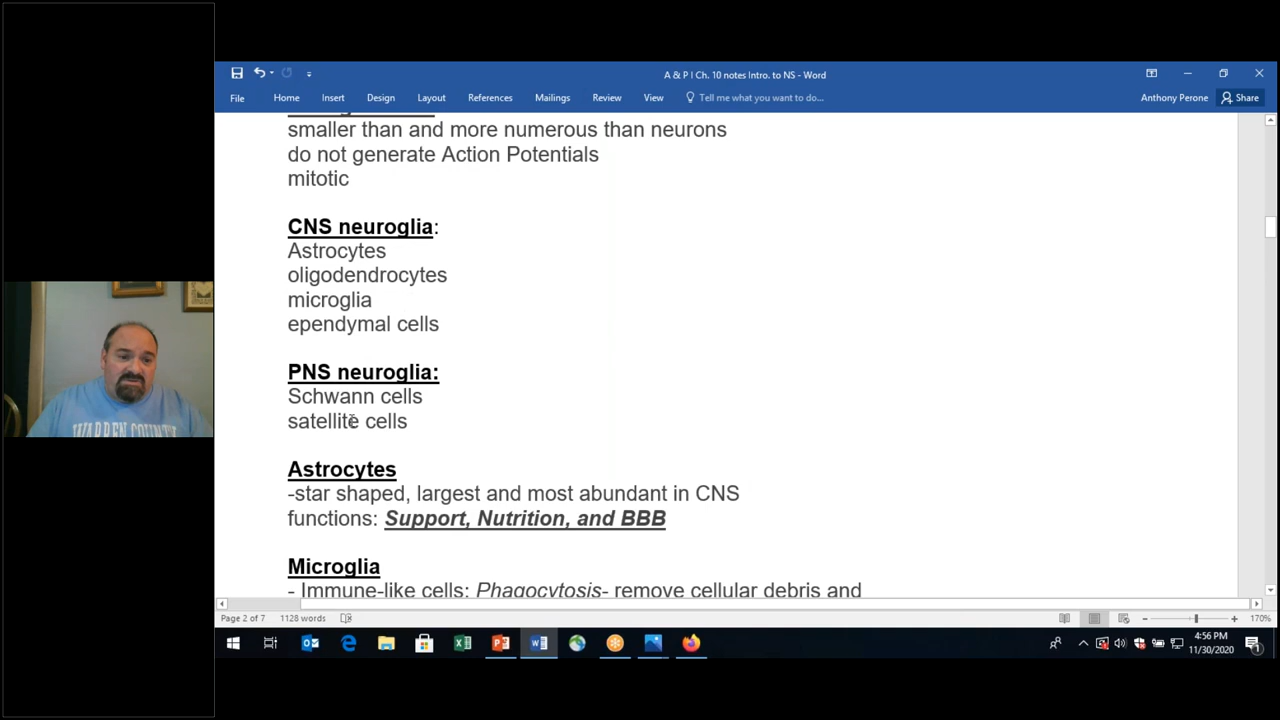 A & P I Ch. 10 notes Intro. to NS - Word
File Home Insert Design Layout References Mailings Review View Tell me what you want to do... Anthony Perone Share
smaller than and more numerous than neurons
do not generate Action Potentials
mitotic
CNS neuroglia:
Astrocytes
oligodendrocytes
microglia
ependymal cells
PNS neuroglia:
Schwann cells
satellite cells
Astrocytes
-star shaped, largest and most abundant in CNS
functions: Support, Nutrition, and BBB
Microglia
- Immune-like cells: Phagocytosis- remove cellular debris and
WARREN COUNTY
Page 2 of 7 1128 words 170%
4:56 PM
11/30/2020